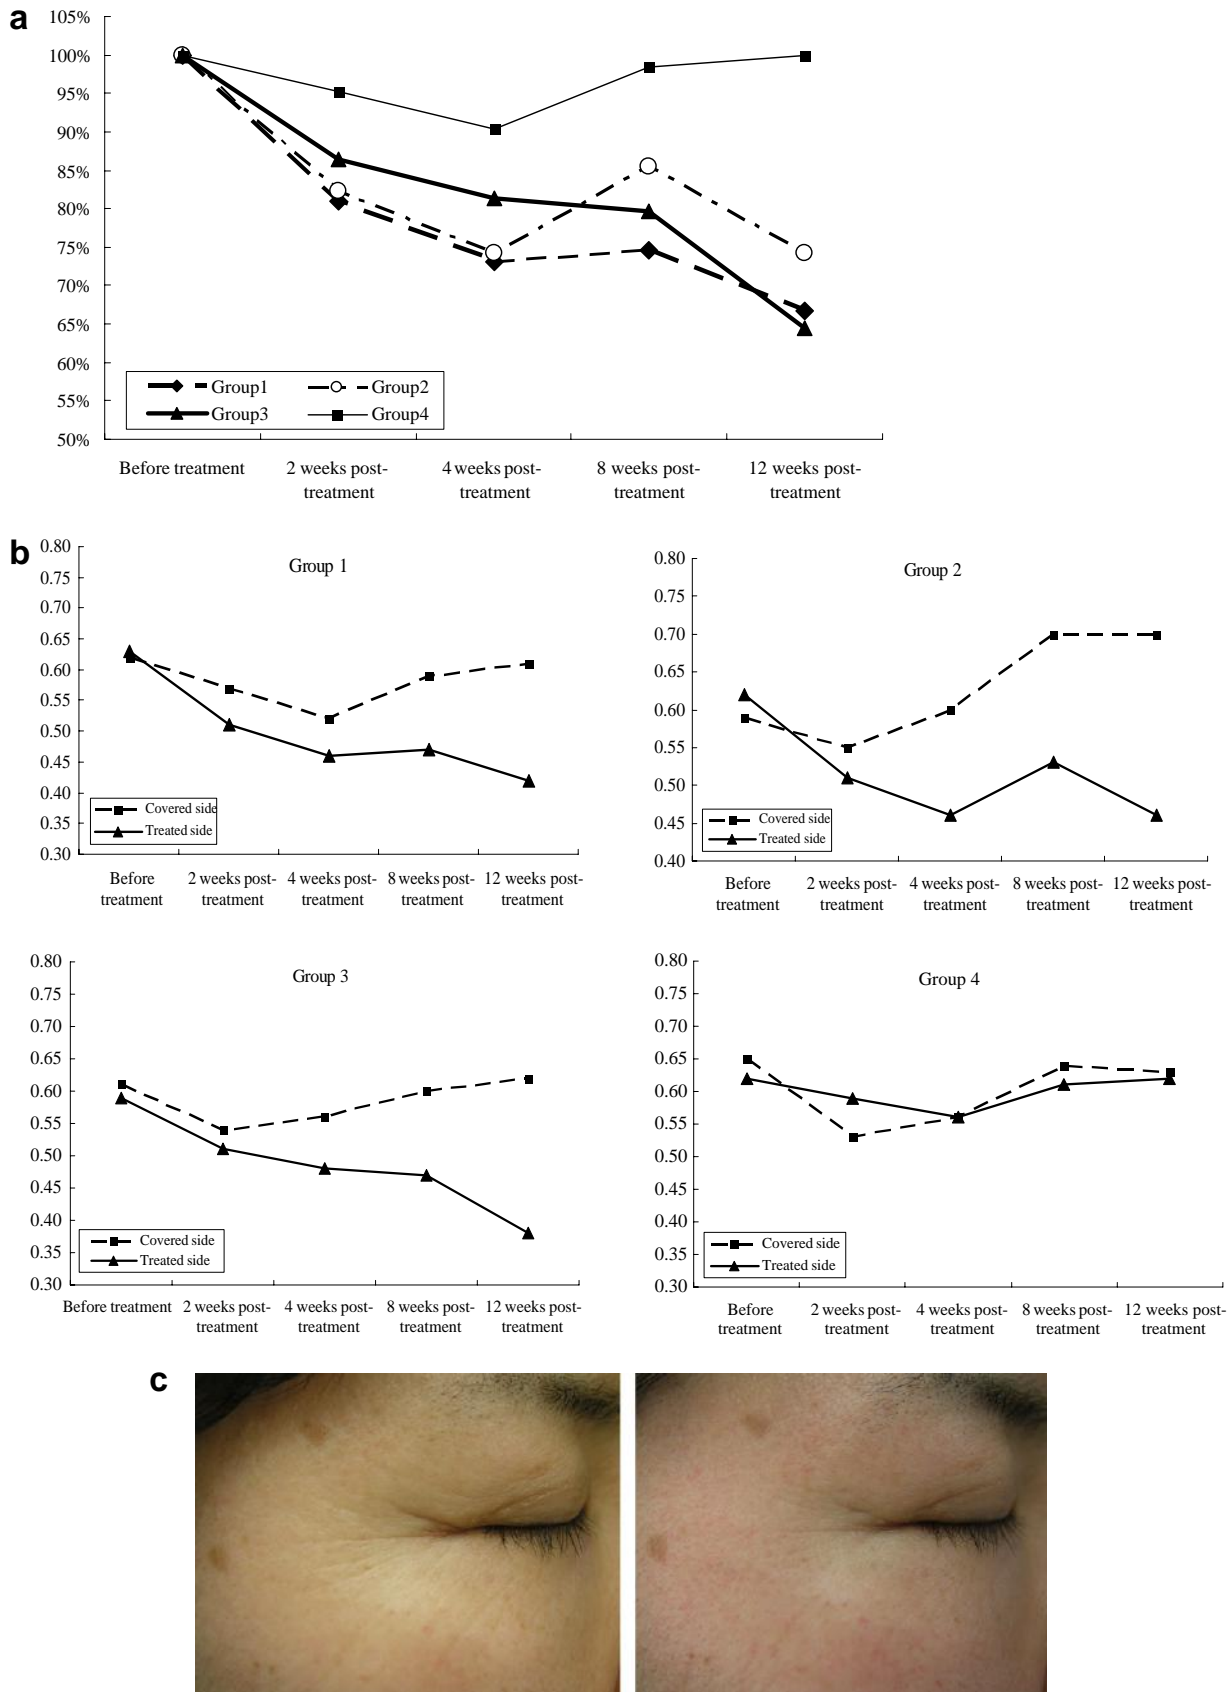 a
105%
100%
95%
90%
85%
80%
75%
70%
65%
60%
55%
50%
Group1 Group2
Group3 Group4
Before treatment 2 weeks post- 4 weeks post- 8 weeks post- 12 weeks post-
treatment treatment treatment treatment
b
Group 1
0.80
0.75
0.70
0.65
0.60
0.55
0.50
0.45
0.40
0.35
0.30
Covered side
Treated side
Before 2 weeks post- 4 weeks post- 8 weeks post- 12 weeks post-
treatment treatment treatment treatment treatment
Group 2
0.80
0.75
0.70
0.65
0.60
0.55
0.50
0.45
0.40
Covered side
Treated side
Before 2 weeks post- 4 weeks post- 8 weeks post- 12 weeks post-
treatment treatment treatment treatment treatment
Group 3
0.80
0.75
0.70
0.65
0.60
0.55
0.50
0.45
0.40
0.35
0.30
Covered side
Treated side
Before treatment 2 weeks post- 4 weeks post- 8 weeks post- 12 weeks post-
treatment treatment treatment treatment
Group 4
0.80
0.75
0.70
0.65
0.60
0.55
0.50
0.45
0.40
0.35
0.30
Covered side
Treated side
Before 2 weeks post- 4 weeks post- 8 weeks post- 12 weeks post-
treatment treatment treatment treatment treatment
c